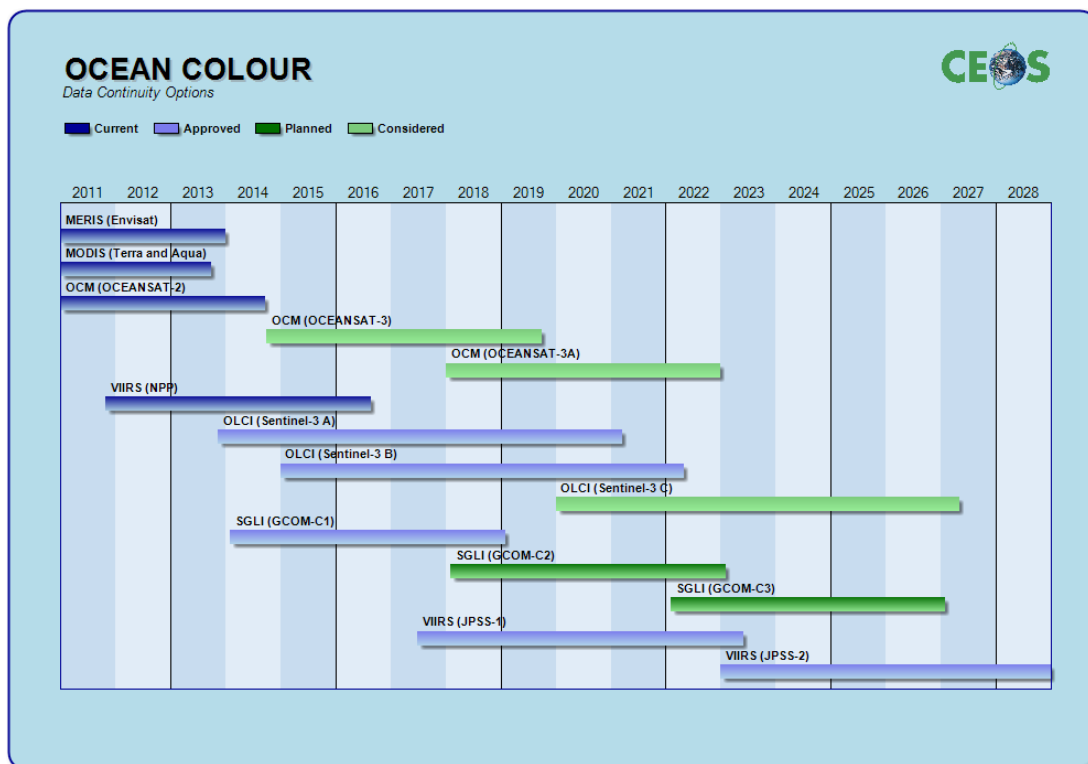 OCEAN COLOUR
CEOS
Data Continuity Options
Current Approved Planned Considered
2011 2012 2013 2014 2015 2016 2017 2018 2019 2020 2021 2022 2023 2024 2025 2026 2027 2028
MERIS (Envisat)
MODIS (Terra and Aqua)
OCM (OCEANSAT-2)
OCM (OCEANSAT-3)
OCM (OCEANSAT-3A)
VIIRS (NPP)
OLCI (Sentinel-3 A)
OLCI (Sentinel-3 B)
OLCI (Sentinel-3 C)
SGLI (GCOM-C1)
SGLI (GCOM-C2)
SGLI (GCOM-C3)
VIIRS (JPSS-1)
VIIRS (JPSS-2)